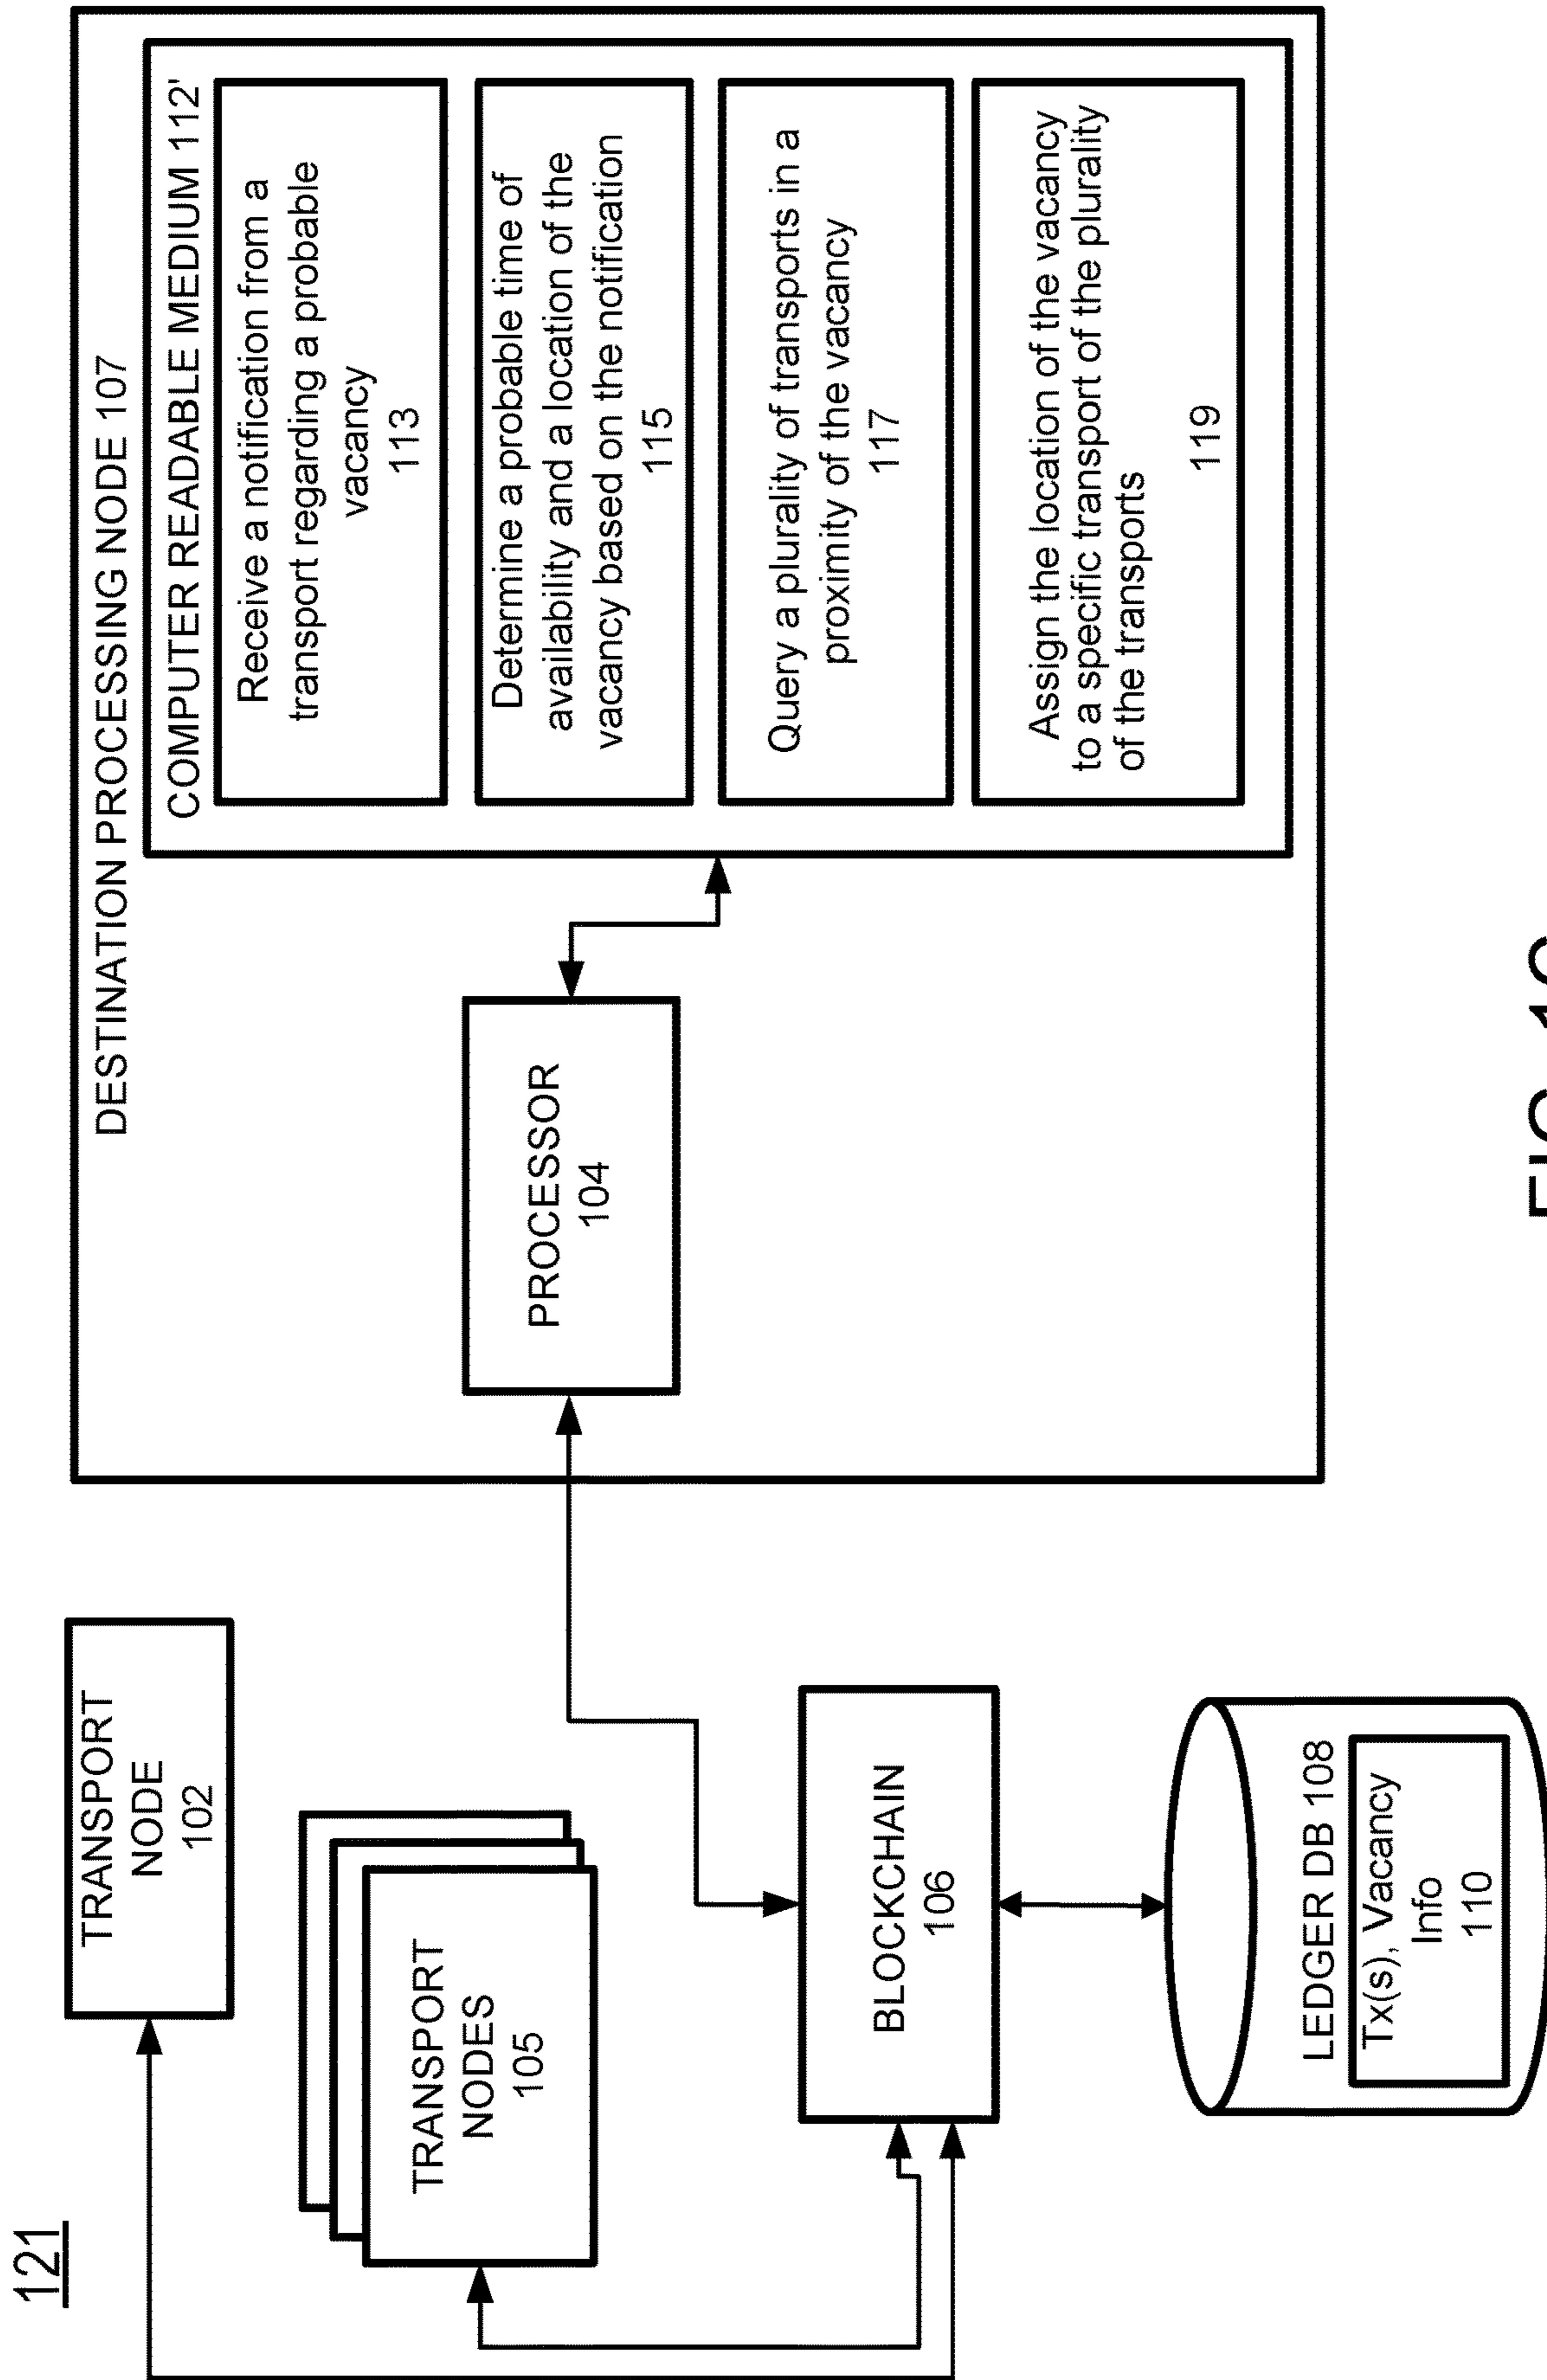 121
TRANSPORT
NODE
102
TRANSPORT
NODES
105
BLOCKCHAIN
106
LEDGER DB 108
Tx(s), Vacancy
Info
110
DESTINATION PROCESSING NODE 107
PROCESSOR
104
COMPUTER READABLE MEDIUM 112'
Receive a notification from a
transport regarding a probable
vacancy
113
Determine a probable time of
availability and a location of the
vacancy based on the notification
115
Query a plurality of transports in a
proximity of the vacancy
117
Assign the location of the vacancy
to a specific transport of the plurality
of the transports
119
FIG